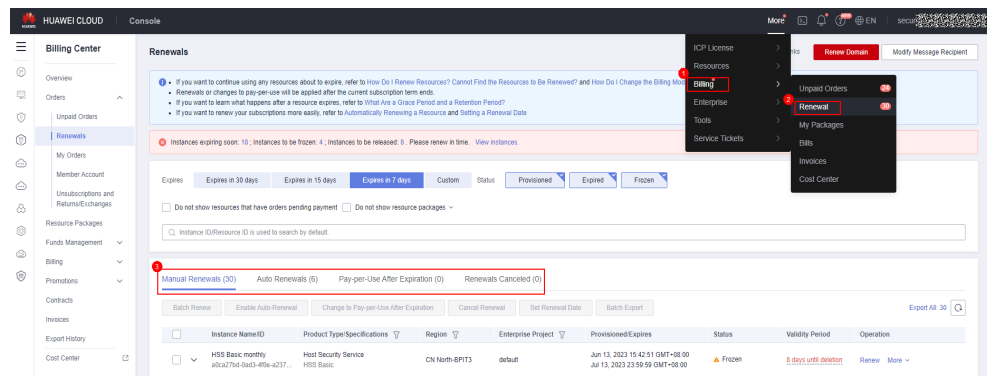 HUAWEI CLOUD
Console
More
EN
Billing Center
Overview
Orders
Unpaid Orders
Renewals
My Orders
Member Account
Unsubscriptions and
Returns/Exchanges
Resource Packages
Funds Management
Billing
Promotions
Contracts
Invoices
Export History
Cost Center
Renewals
Renew Domain
Modify Message Recipient
If you want to continue using any resources about to expire, refer to How Do I Renew Resources? Cannot Find the Resources to Be Renewed? and How Do I Change the Billing
Renewals or changes to pay-per-use will be applied after the current subscription term ends.
If you want to learn what happens after a resource expires, refer to What Are a Grace Period and a Retention Period?
If you want to renew your subscriptions more easily, refer to Automatically Renewing a Resource and Setting a Renewal Date
Instances expiring soon: 18 ; Instances to be frozen: 4 ; Instances to be released: 8 . Please renew in time. View instances.
ICP License
Resources
1
Billing
Enterprise
Tools
Service Tickets
Unpaid Orders 24
2
Renewal 30
My Packages
Bills
Invoices
Cost Center
Expires Expires in 30 days Expires in 15 days Expires in 7 days Custom Status Provisioned Expired Frozen
Do not show resources that have orders pending payment Do not show resource packages
Instance ID/Resource ID is used to search by default.
3
Manual Renewals (30) Auto Renewals (6) Pay-per-Use After Expiration (0) Renewals Canceled (0)
Batch Renew Enable Auto-Renewal Change to Pay-per-Use After Expiration Cancel Renewal Set Renewal Date Batch Export Export All: 30
Instance Name/ID Product Type/Specifications Region Enterprise Project Provisioned/Expires Status Validity Period Operation
HSS Basic monthly Host Security Service CN North-BPIT3 default Jun 13, 2023 15:42:51 GMT+08:00 Frozen 8 days until deletion Renew More
a0ca27bd-0ad3-4f0e-a237... HSS Basic Jul 13, 2023 23:59:59 GMT+08:00